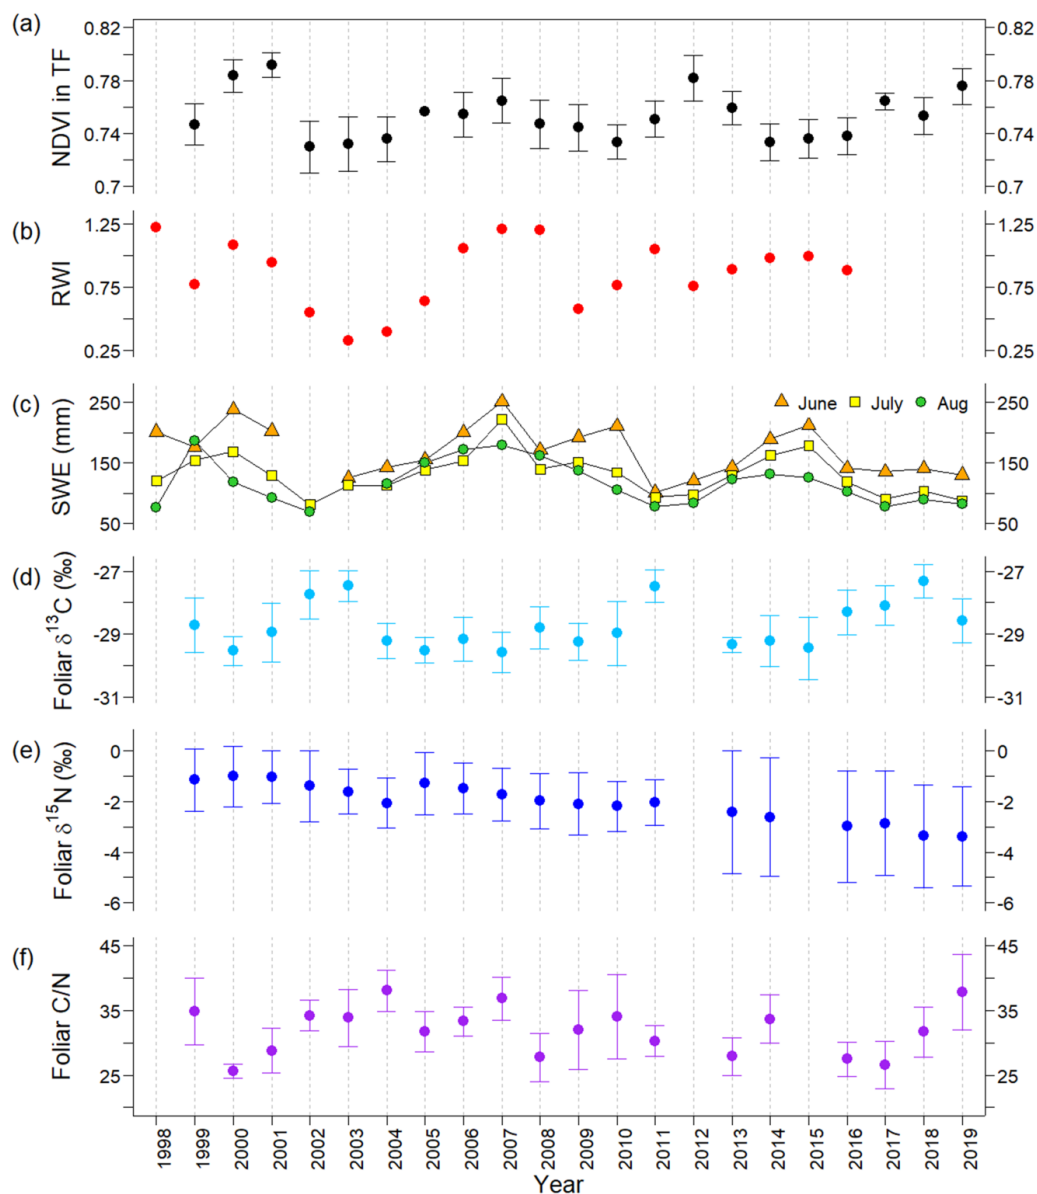 (a)
NDVI in TF
0.82
0.78
0.74
0.7
0.82
0.78
0.74
0.7
(b)
RWI
1.25
0.75
0.25
1.25
0.75
0.25
(c)
SWE (mm)
250
150
50
June July Aug
250
150
50
(d)
Foliar δ¹³C (‰)
-27
-29
-31
-27
-29
-31
(e)
Foliar δ¹⁵N (‰)
0
-2
-4
-6
0
-2
-4
-6
(f)
Foliar C/N
45
35
25
45
35
25
1998 1999 2000 2001 2002 2003 2004 2005 2006 2007 2008 2009 2010 2011 2012 2013 2014 2015 2016 2017 2018 2019
Year